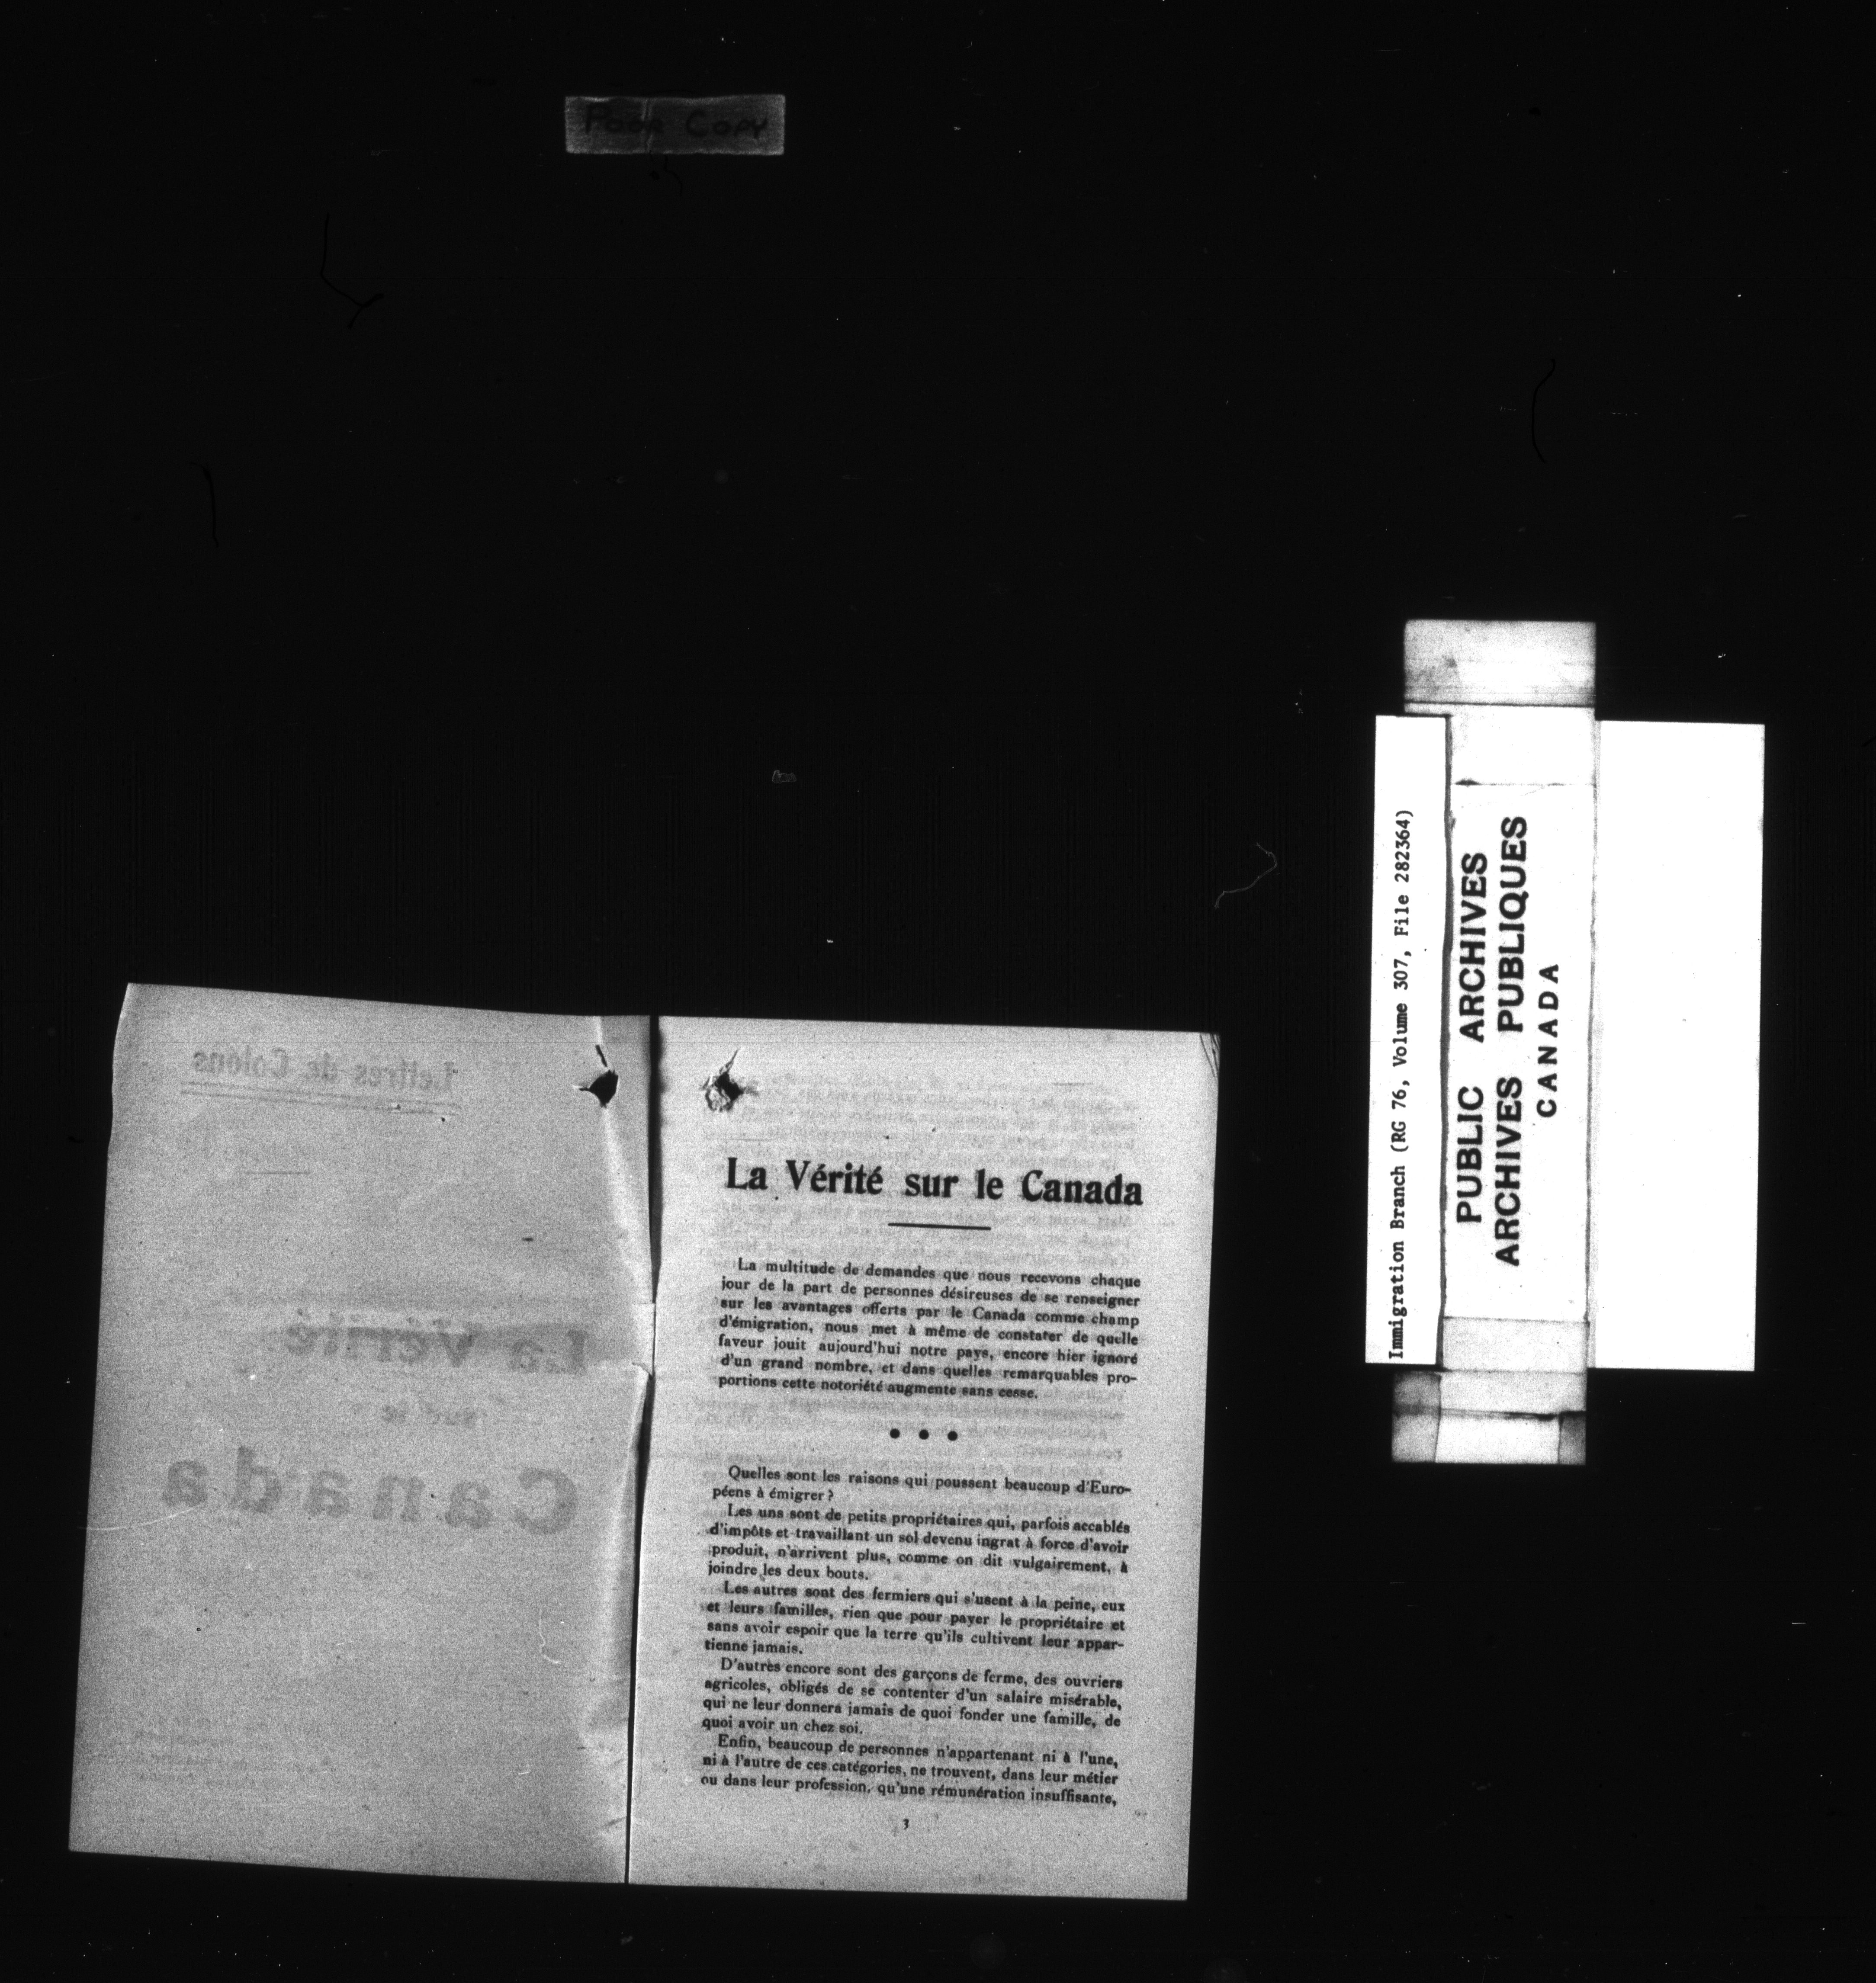 Poor Copy
Lettres de Colons
La Vérité
sur le
Canada
La Vérité sur le Canada
La multitude de demandes que nous recevons chaque
jour de la part de personnes désireuses de se renseigner
sur les avantages offerts par le Canada comme champ
d'émigration, nous met à même de constater de quelle
faveur jouit aujourd'hui notre pays, encore hier ignoré
d'un grand nombre, et dans quelles remarquables pro-
portions cette notoriété augmente sans cesse.
• • •
Quelles sont les raisons qui poussent beaucoup d'Euro-
péens à émigrer ?
Les uns sont de petits propriétaires qui, parfois accablés
d'impôts et travaillant un sol devenu ingrat à force d'avoir
produit, n'arrivent plus, comme on dit vulgairement, à
joindre les deux bouts.
Les autres sont des fermiers qui s'usent à la peine, eux
et leurs familles, rien que pour payer le propriétaire et
sans avoir espoir que la terre qu'ils cultivent leur appar-
tienne jamais.
D'autres encore sont des garçons de ferme, des ouvriers
agricoles, obligés de se contenter d'un salaire misérable,
qui ne leur donnera jamais de quoi fonder une famille, de
quoi avoir un chez soi.
Enfin, beaucoup de personnes n'appartenant ni à l'une,
ni à l'autre de ces catégories, ne trouvent, dans leur métier
ou dans leur profession, qu'une rémunération insuffisante,
3
Immigration Branch (RG 76, Volume 307, File 282364)
PUBLIC ARCHIVES
ARCHIVES PUBLIQUES
CANADA